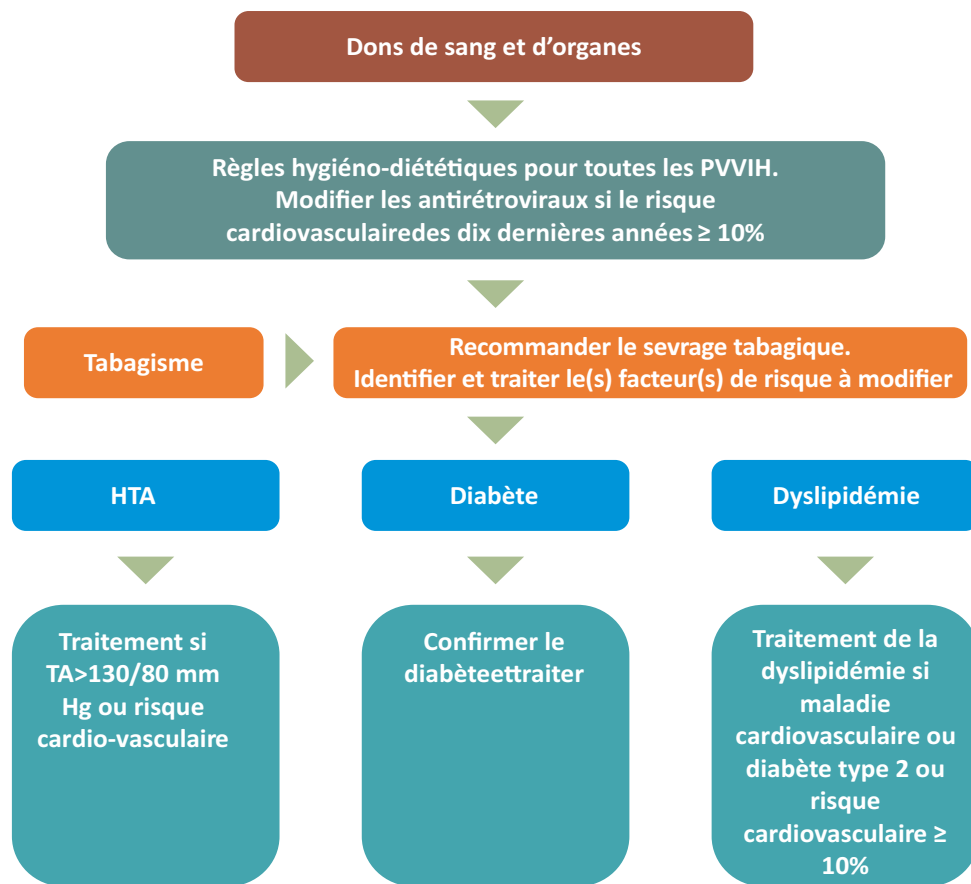 Dons de sang et d’organes
Règles hygiéno-diététiques pour toutes les PVVIH.
Modifier les antirétroviraux si le risque
cardiovasculairedes dix dernières années ≥ 10%
Tabagisme
Recommander le sevrage tabagique.
Identifier et traiter le(s) facteur(s) de risque à modifier
HTA
Diabète
Dyslipidémie
Traitement si
TA>130/80 mm
Hg ou risque
cardio-vasculaire
Confirmer le
diabèteettraiter
Traitement de la
dyslipidémie si
maladie
cardiovasculaire ou
diabète type 2 ou
risque
cardiovasculaire ≥
10%